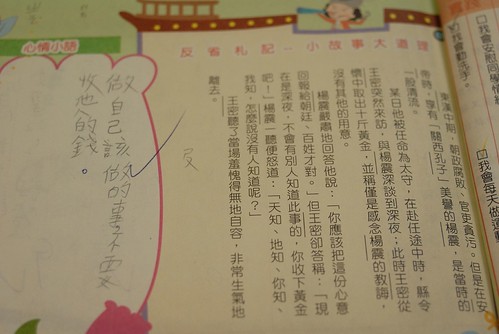 □我會安慰同
□我會每天做運動
反省札記--小故事大道理
東漢中期，朝政腐敗、官吏貪污。但是在安
帝時，享有「關西孔子」美譽的楊震，是當時的
一股清流。
某日他被任命為太守，在赴任途中時，縣令
王密突然來訪，與楊震深談到深夜；此時王密從
懷中取出十斤黃金，並稱僅是感念楊震的教誨，
沒有其他的用意。
楊震嚴肅地回答他說：「你應該把這份心意
回報給朝廷、百姓才對。」但王密卻答稱：「現
在是深夜，不會有別人知道此事的，你收下黃金
吧！」楊震一聽便怒道：「天知、地知、你知、
我知，怎麼說沒有人知道呢？」
王密聽了當場羞愧得無地自容，非常生氣地
離去。
心情小語
做自己該做的事不要
收他的錢。